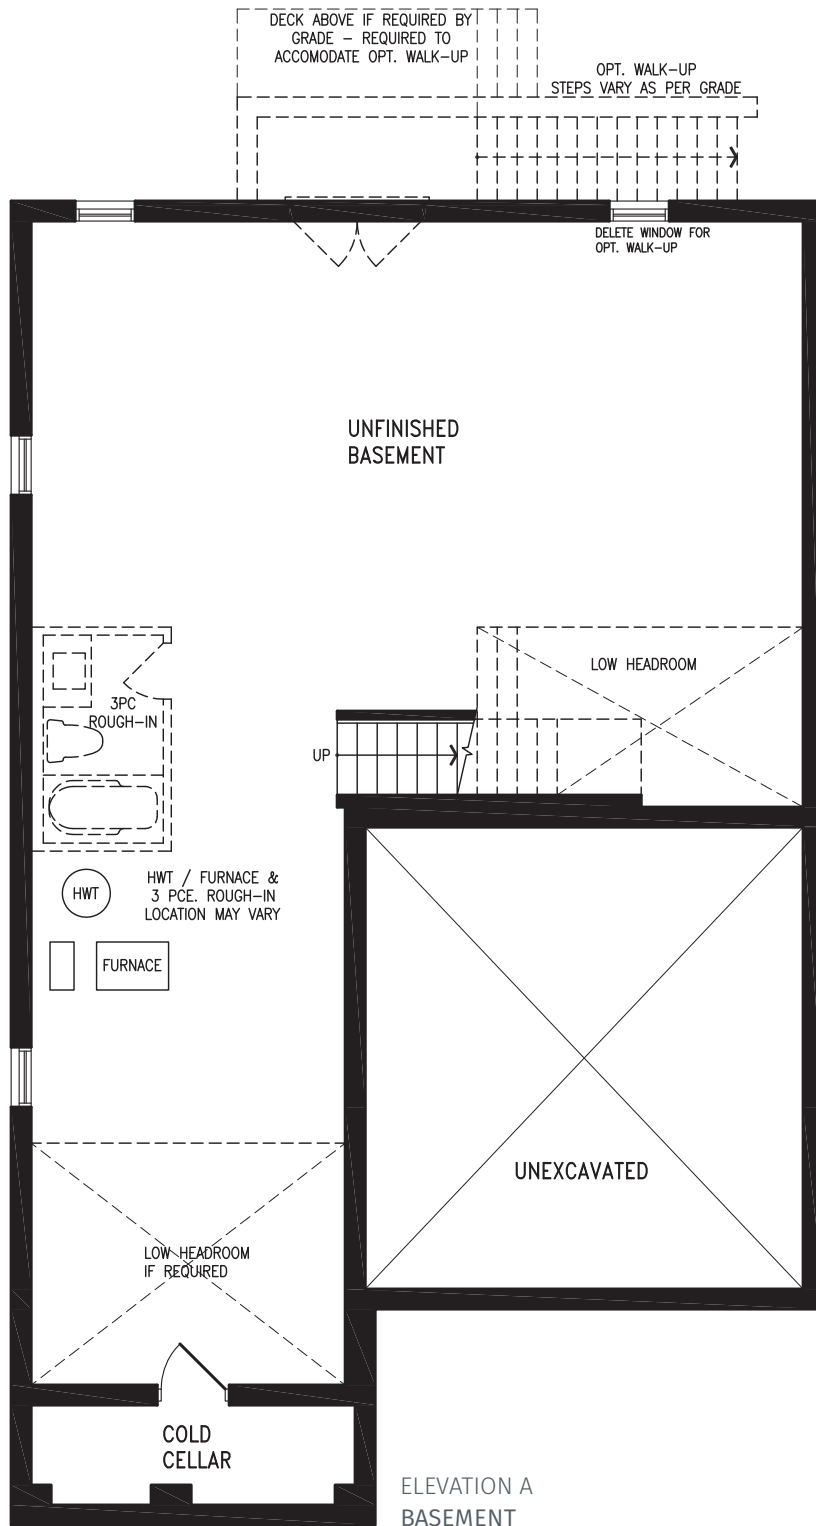 DECK ABOVE IF REQUIRED BY
GRADE – REQUIRED TO
ACCOMODATE OPT. WALK-UP
OPT. WALK-UP
STEPS VARY AS PER GRADE
DELETE WINDOW FOR
OPT. WALK-UP
UNFINISHED
BASEMENT
LOW HEADROOM
3PC
ROUGH-IN
UP
HWT
HWT / FURNACE &
3 PCE. ROUGH-IN
LOCATION MAY VARY
FURNACE
UNEXCAVATED
LOW HEADROOM
IF REQUIRED
COLD
CELLAR
ELEVATION A
BASEMENT